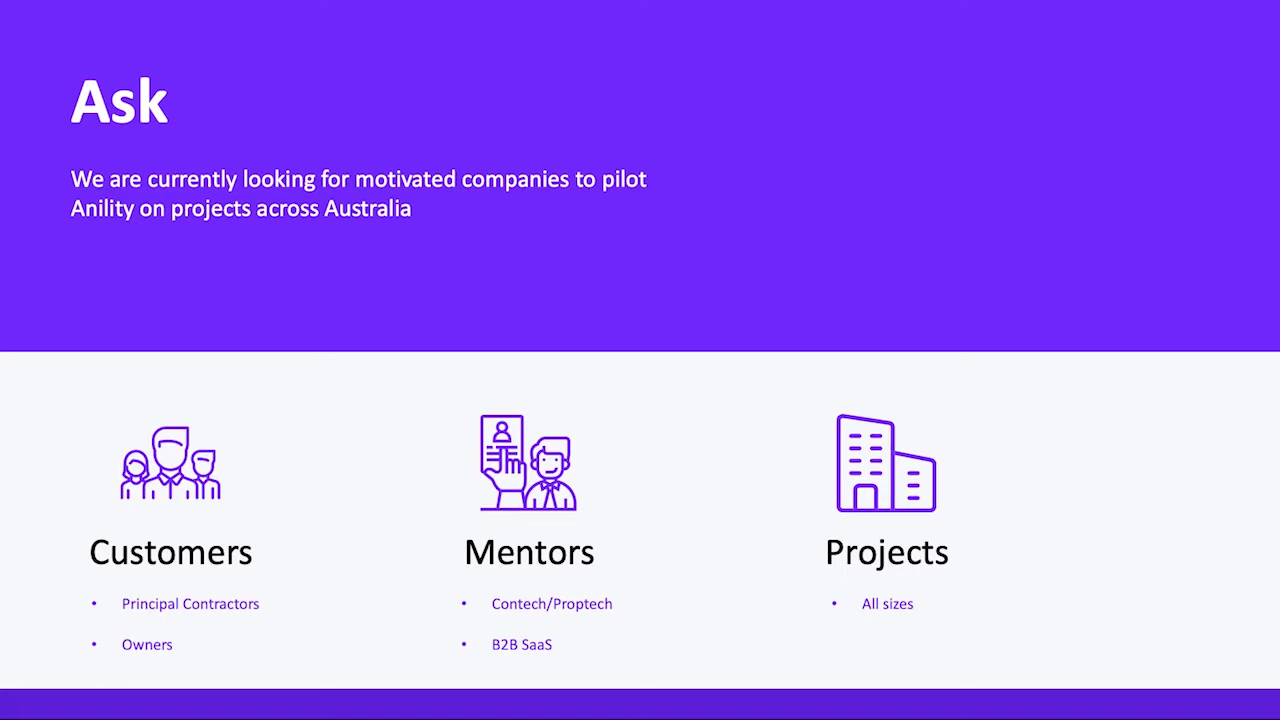 Ask
We are currently looking for motivated companies to pilot
Anility on projects across Australia
Customers
• Principal Contractors
• Owners
Mentors
• Contech/Proptech
• B2B SaaS
Projects
• All sizes